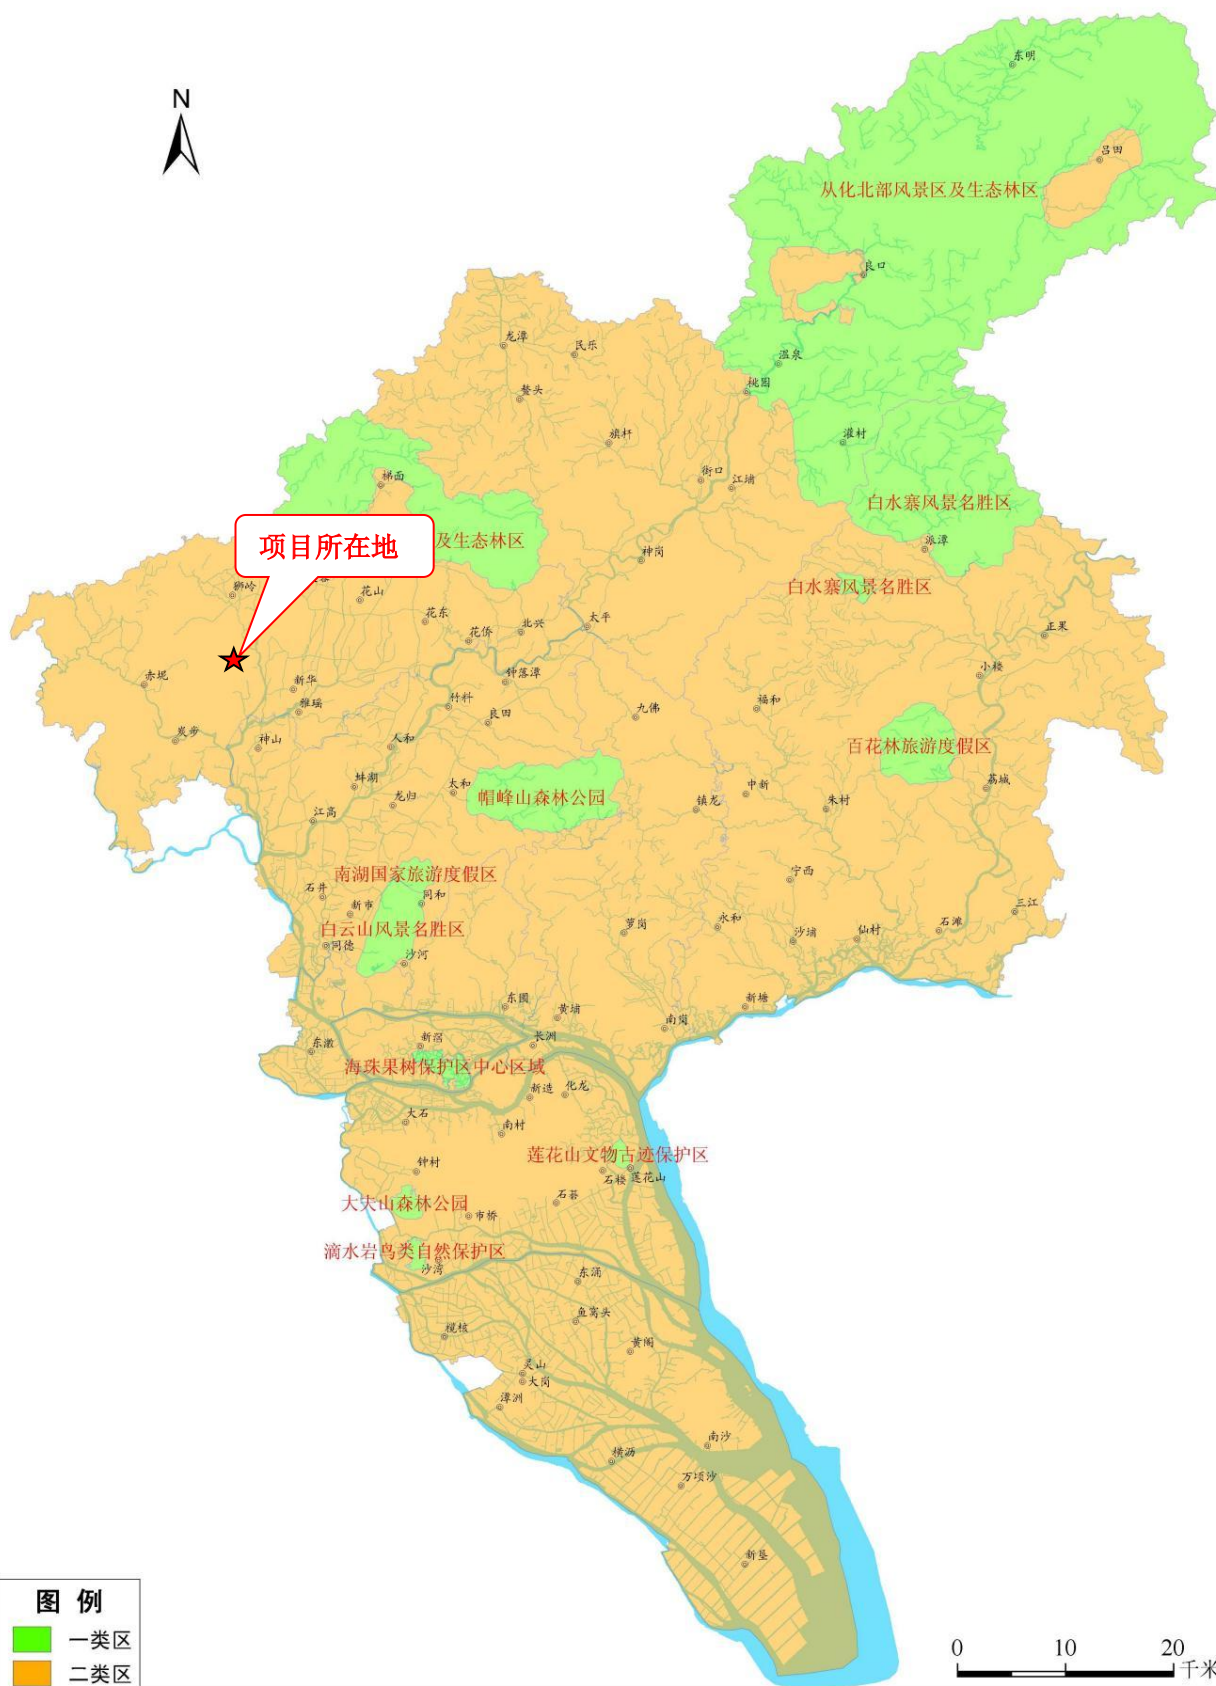 东明
N
吕田
从化北部风景区及生态林区
良口
龙潭
民乐
温泉
桃园
鳌头
旗杆
灌村
街口
江埔
梯面
白水寨风景名胜区
项目所在地
及生态林区
派潭
神岗
白水寨风景名胜区
狮岭
花山
花东
花侨
北兴
太平
正果
小楼
赤坭
新华
钟落潭
竹料
雅瑶
良田
九佛
福和
炭步
神山
人和
百花林旅游度假区
蚌湖
太和
龙归
帽峰山森林公园
中新
镇龙
朱村
荔城
江高
南湖国家旅游度假区
宁西
石井
同和
新市
三江
白云山风景名胜区
萝岗
永和
石滩
同德
沙埔
仙村
沙河
东圃
黄埔
新塘
南岗
东漖
新滘
长洲
海珠果树保护区中心区域
新造
化龙
大石
南村
莲花山文物古迹保护区
钟村
石楼
莲花山
大夫山森林公园
石碁
市桥
滴水岩鸟类自然保护区
沙湾
东涌
鱼窝头
榄核
黄阁
灵山
大岗
潭洲
南沙
横沥
万顷沙
新垦
图 例
一类区
二类区
0 10 20
千米